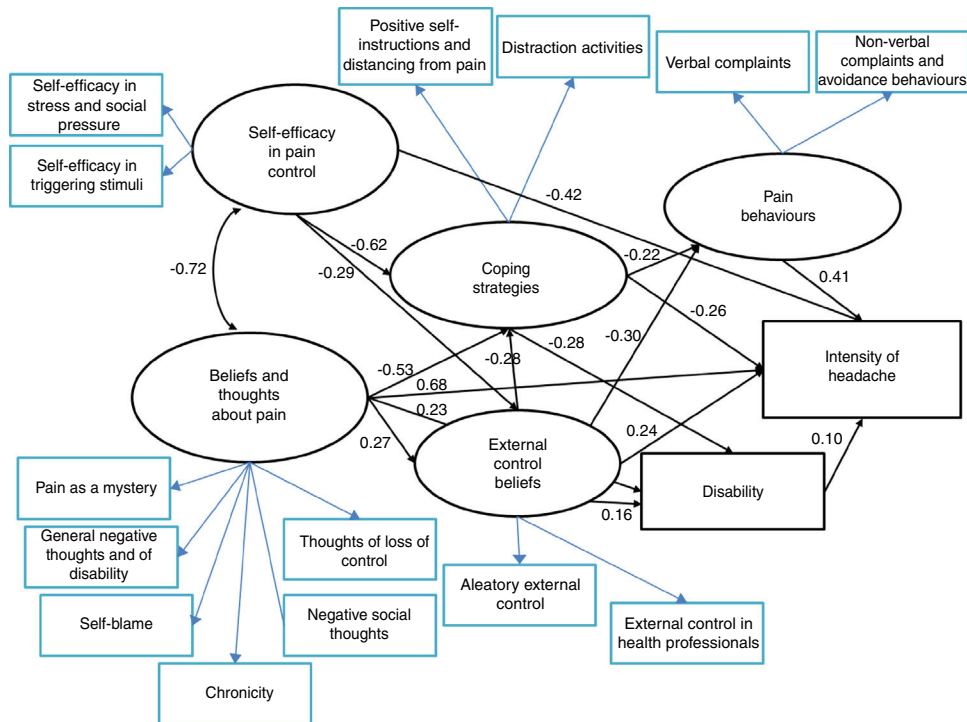 Positive self-
instructions and
distancing from pain
Distraction activities
Verbal complaints
Non-verbal
complaints and
avoidance behaviours
Self-efficacy in
stress and social
pressure
Self-efficacy in
triggering stimuli
Self-efficacy
in pain
control
Pain
behaviours
-0.42
-0.62
-0.22
-0.72
-0.29
Coping
strategies
0.41
-0.26
-0.30
-0.28
-0.28
Intensity of
headache
Beliefs and
thoughts
about pain
-0.53
0.68
0.23
0.27
External
control
beliefs
0.24
0.10
Disability
0.16
Pain as a mystery
General negative
thoughts and of
disability
Thoughts of loss of
control
Self-blame
Negative social
thoughts
Chronicity
Aleatory external
control
External control in
health professionals